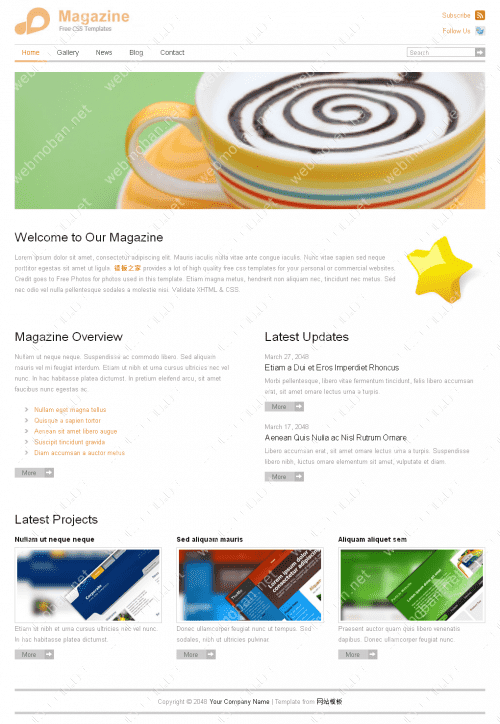 Magazine
Free CSS Templates
Subscribe
Follow Us
Home Gallery News Blog Contact
Search
Welcome to Our Magazine
Lorem ipsum dolor sit amet, consectetur adipiscing elit. Mauris iaculis nulla vitae ante congue iaculis. Nunc vitae sapien sed neque
porttitor egestas sit amet ut ligula. 模板之家 provides a lot of high quality free css templates for your personal or commercial websites.
Credit goes to Free Photos for photos used in this template. Etiam magna metus, hendrerit non aliquam nec, tincidunt nec metus. Sed
nec odio vel nulla pellentesque sodales a molestie nisi. Validate XHTML & CSS.
Magazine Overview
Nullam ut neque neque. Suspendisse ac commodo libero. Sed aliquam
mauris vel mi feugiat interdum. Etiam ut nibh et urna cursus ultricies nec vel
nunc. In hac habitasse platea dictumst. In pretium eleifend arcu, sit amet
faucibus nunc egestas ac.
Nullam eget magna tellus
Quisque a sapien tortor
Aenean sit amet libero augue
Suscipit tincidunt gravida
Diam accumsan a auctor metus
More
Latest Updates
March 27, 2048
Etiam a Dui et Eros Imperdiet Rhoncus
Morbi pellentesque, libero vitae fermentum tincidunt, felis libero accumsan
erat, sit amet ornare lectus urna a turpis.
More
March 17, 2048
Aenean Quis Nulla ac Nisl Rutrum Ornare
Libero accumsan erat, sit amet ornare lectus urna a turpis. Suspendisse
libero nibh, luctus ornare elementum sit amet, vulputate et diam.
More
Latest Projects
Nullam ut neque neque
Etiam ut nibh et urna cursus ultricies nec vel nunc.
In hac habitasse platea dictumst.
More
Sed aliquam mauris
Donec ullamcorper neque ut tempus. Sed
sodales, nibh ut ultricies pulvinar.
More
Aliquam aliquet sem
Praesent auctor quam quis libero venenatis
dapibus. Donec ullamcorper feugiat nunc.
More
Copyright © 2048 Your Company Name | Template from 网站模板
webmoban.net